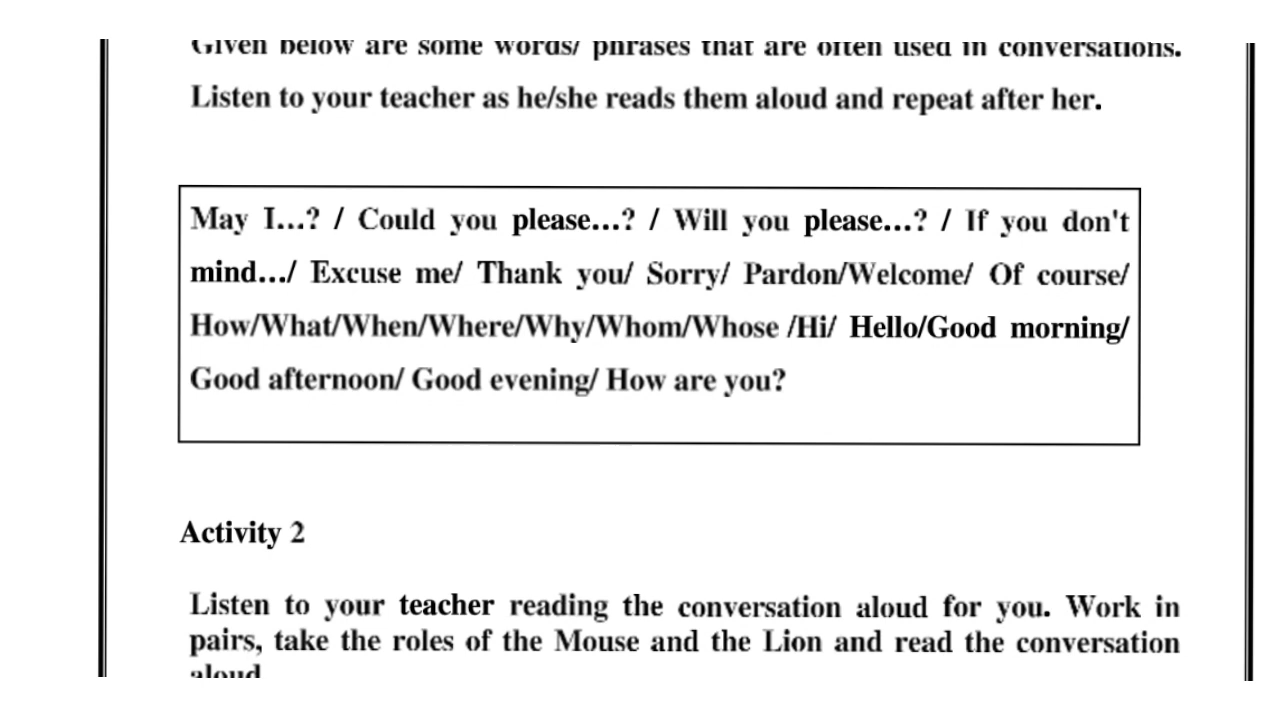 Given below are some words/ phrases that are often used in conversations.
Listen to your teacher as he/she reads them aloud and repeat after her.
May I...? / Could you please...? / Will you please...? / If you don't
mind.../ Excuse me/ Thank you/ Sorry/ Pardon/Welcome/ Of course/
How/What/When/Where/Why/Whom/Whose /Hi/ Hello/Good morning/
Good afternoon/ Good evening/ How are you?
Activity 2
Listen to your teacher reading the conversation aloud for you. Work in
pairs, take the roles of the Mouse and the Lion and read the conversation
aloud